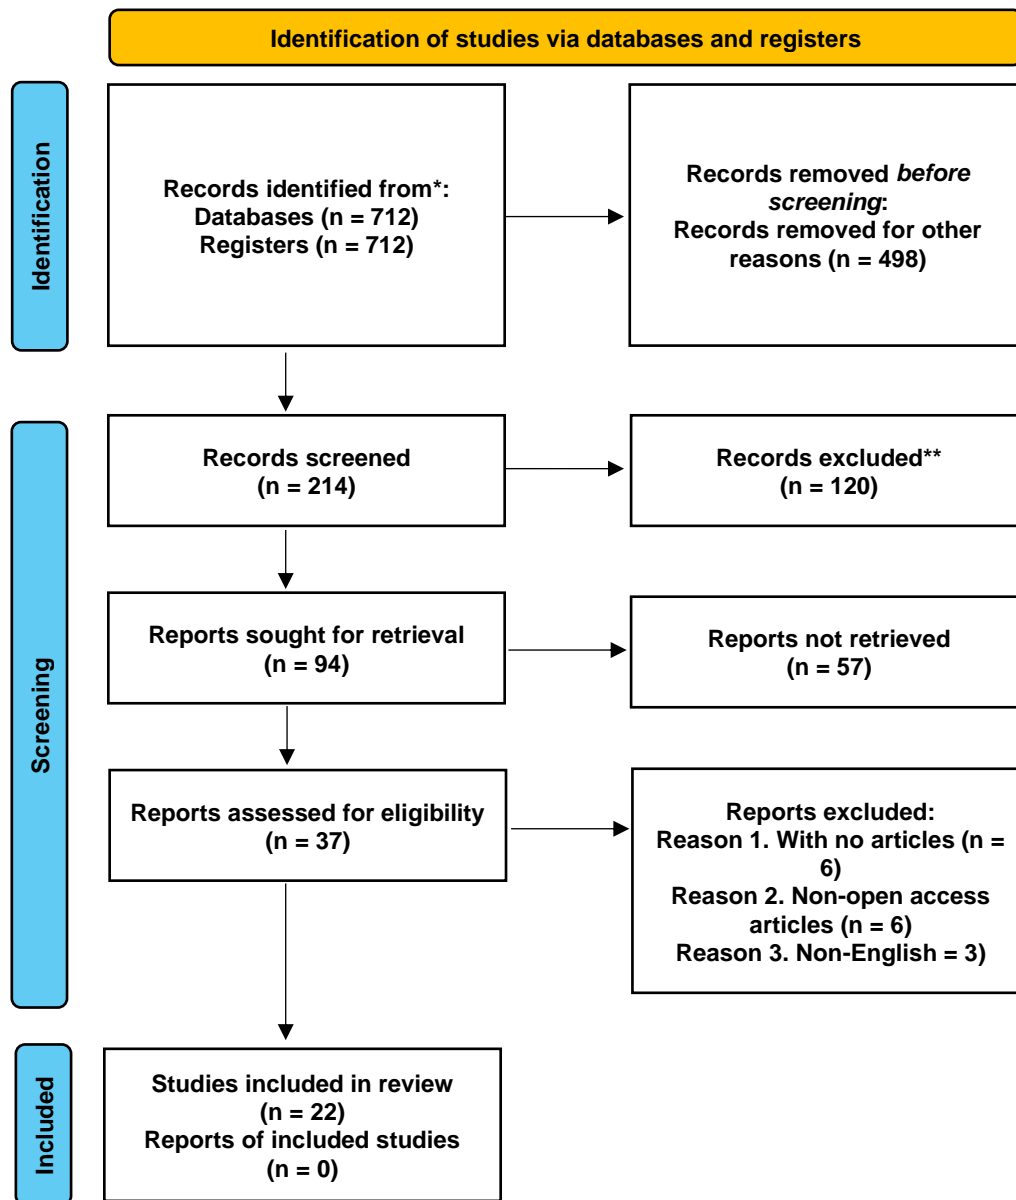 Identification of studies via databases and registers
Identification
Records identified from*:
Databases (n = 712)
Registers (n = 712)
Records removed before
screening:
Records removed for other
reasons (n = 498)
Screening
Records screened
(n = 214)
Records excluded**
(n = 120)
Reports sought for retrieval
(n = 94)
Reports not retrieved
(n = 57)
Reports assessed for eligibility
(n = 37)
Reports excluded:
Reason 1. With no articles (n =
6)
Reason 2. Non-open access
articles (n = 6)
Reason 3. Non-English = 3)
Included
Studies included in review
(n = 22)
Reports of included studies
(n = 0)